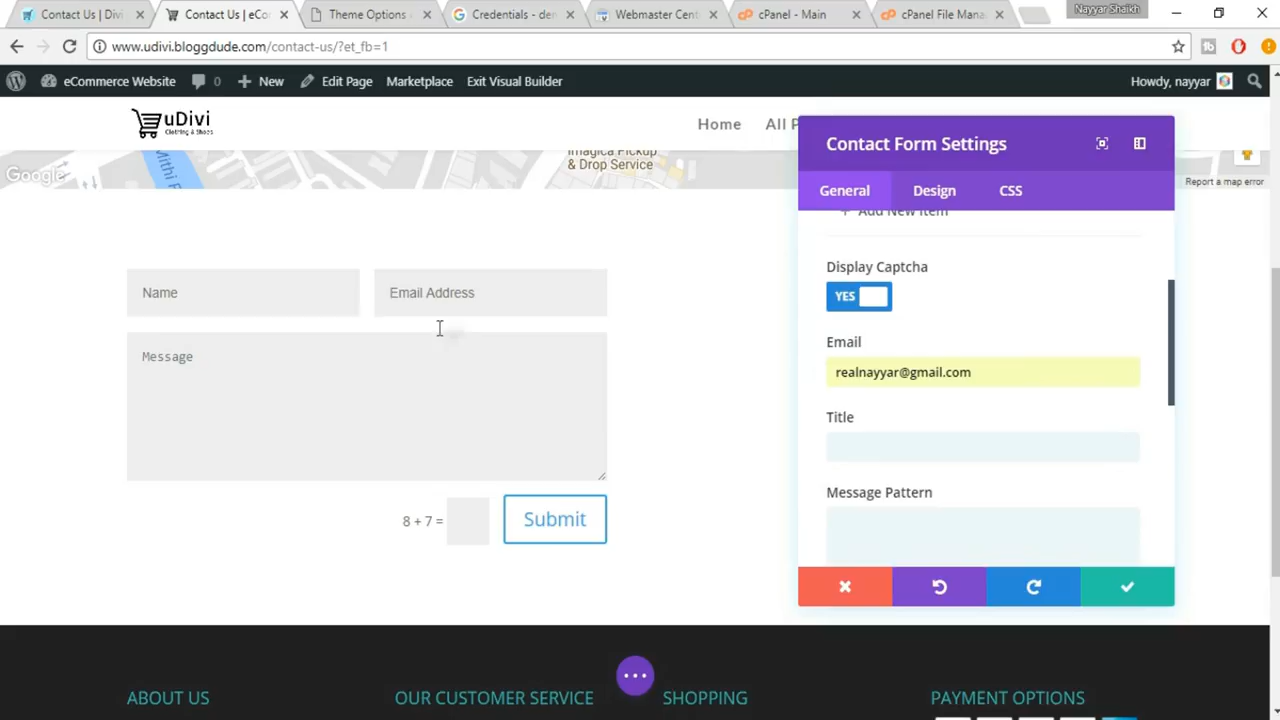 Contact Us | Divi
Contact Us | eCo
Theme Options
Credentials - de
Webmaster Cent
cPanel - Main
cPanel File Mana
Nayyar Shaikh
www.udivi.bloggdude.com/contact-us/?et_fb=1
eCommerce Website
0
New
Edit Page
Marketplace
Exit Visual Builder
Howdy, nayyar
uDivi
Clothing & Shoes
Home
All P
Imagica Pickup
& Drop Service
Google
Report a map error
Contact Form Settings
General
Design
CSS
+ Add New Item
Display Captcha
YES
Email
realnayyar@gmail.com
Title
Message Pattern
Name
Email Address
Message
8 + 7 =
Submit
ABOUT US
OUR CUSTOMER SERVICE
SHOPPING
PAYMENT OPTIONS